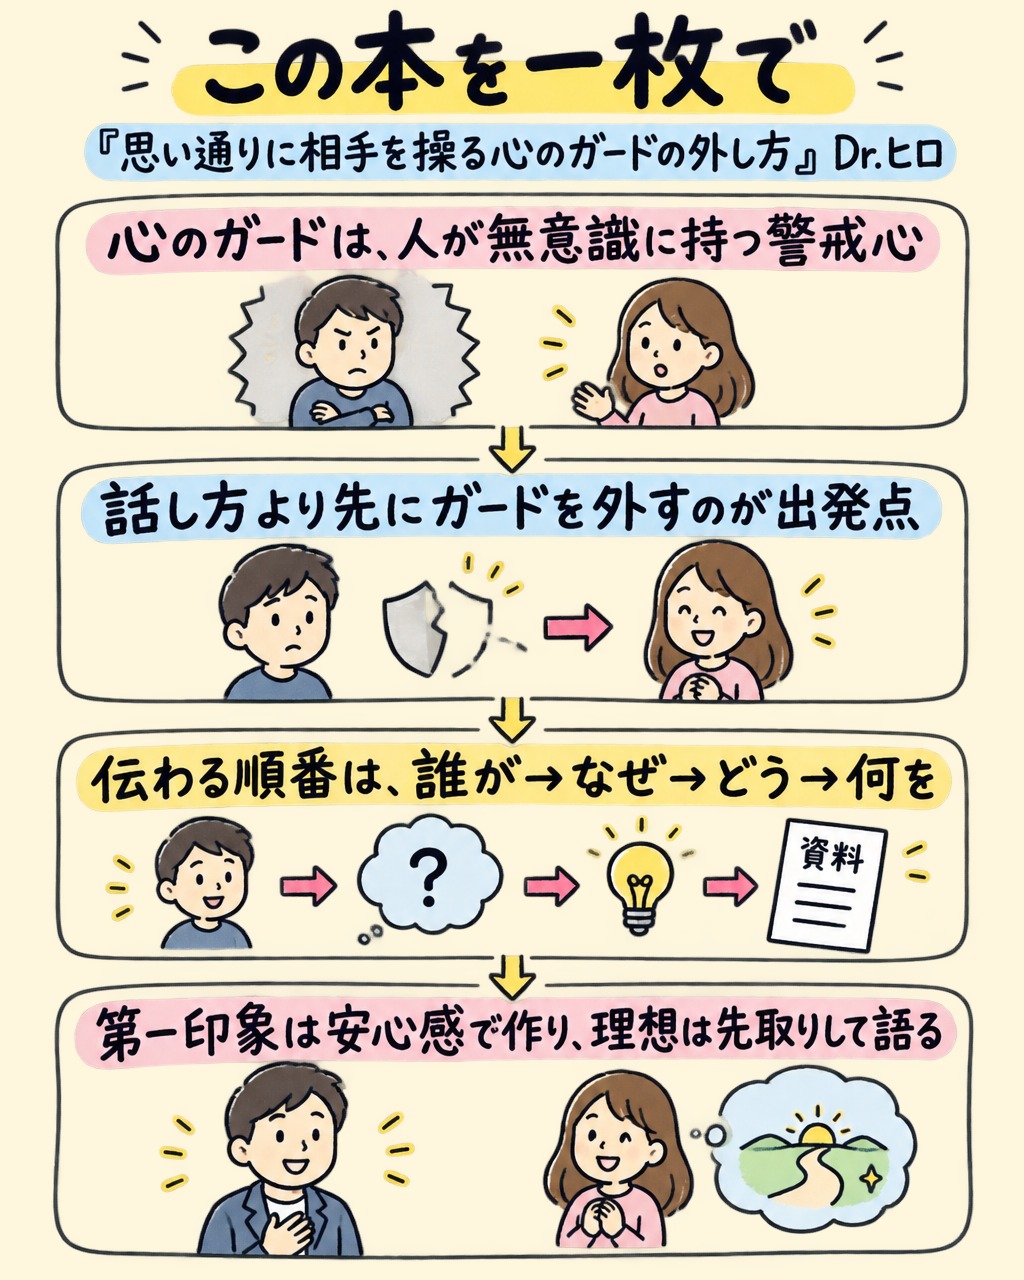 この本を一枚で
『思い通りに相手を操る心のガードの外し方』 Dr.ヒロ
心のガードは、人が無意識に持つ警戒心
話し方より先にガードを外すのが出発点
伝わる順番は、誰が→なぜ→どう→何を
?
資料
第一印象は安心感で作り、理想は先取りして語る